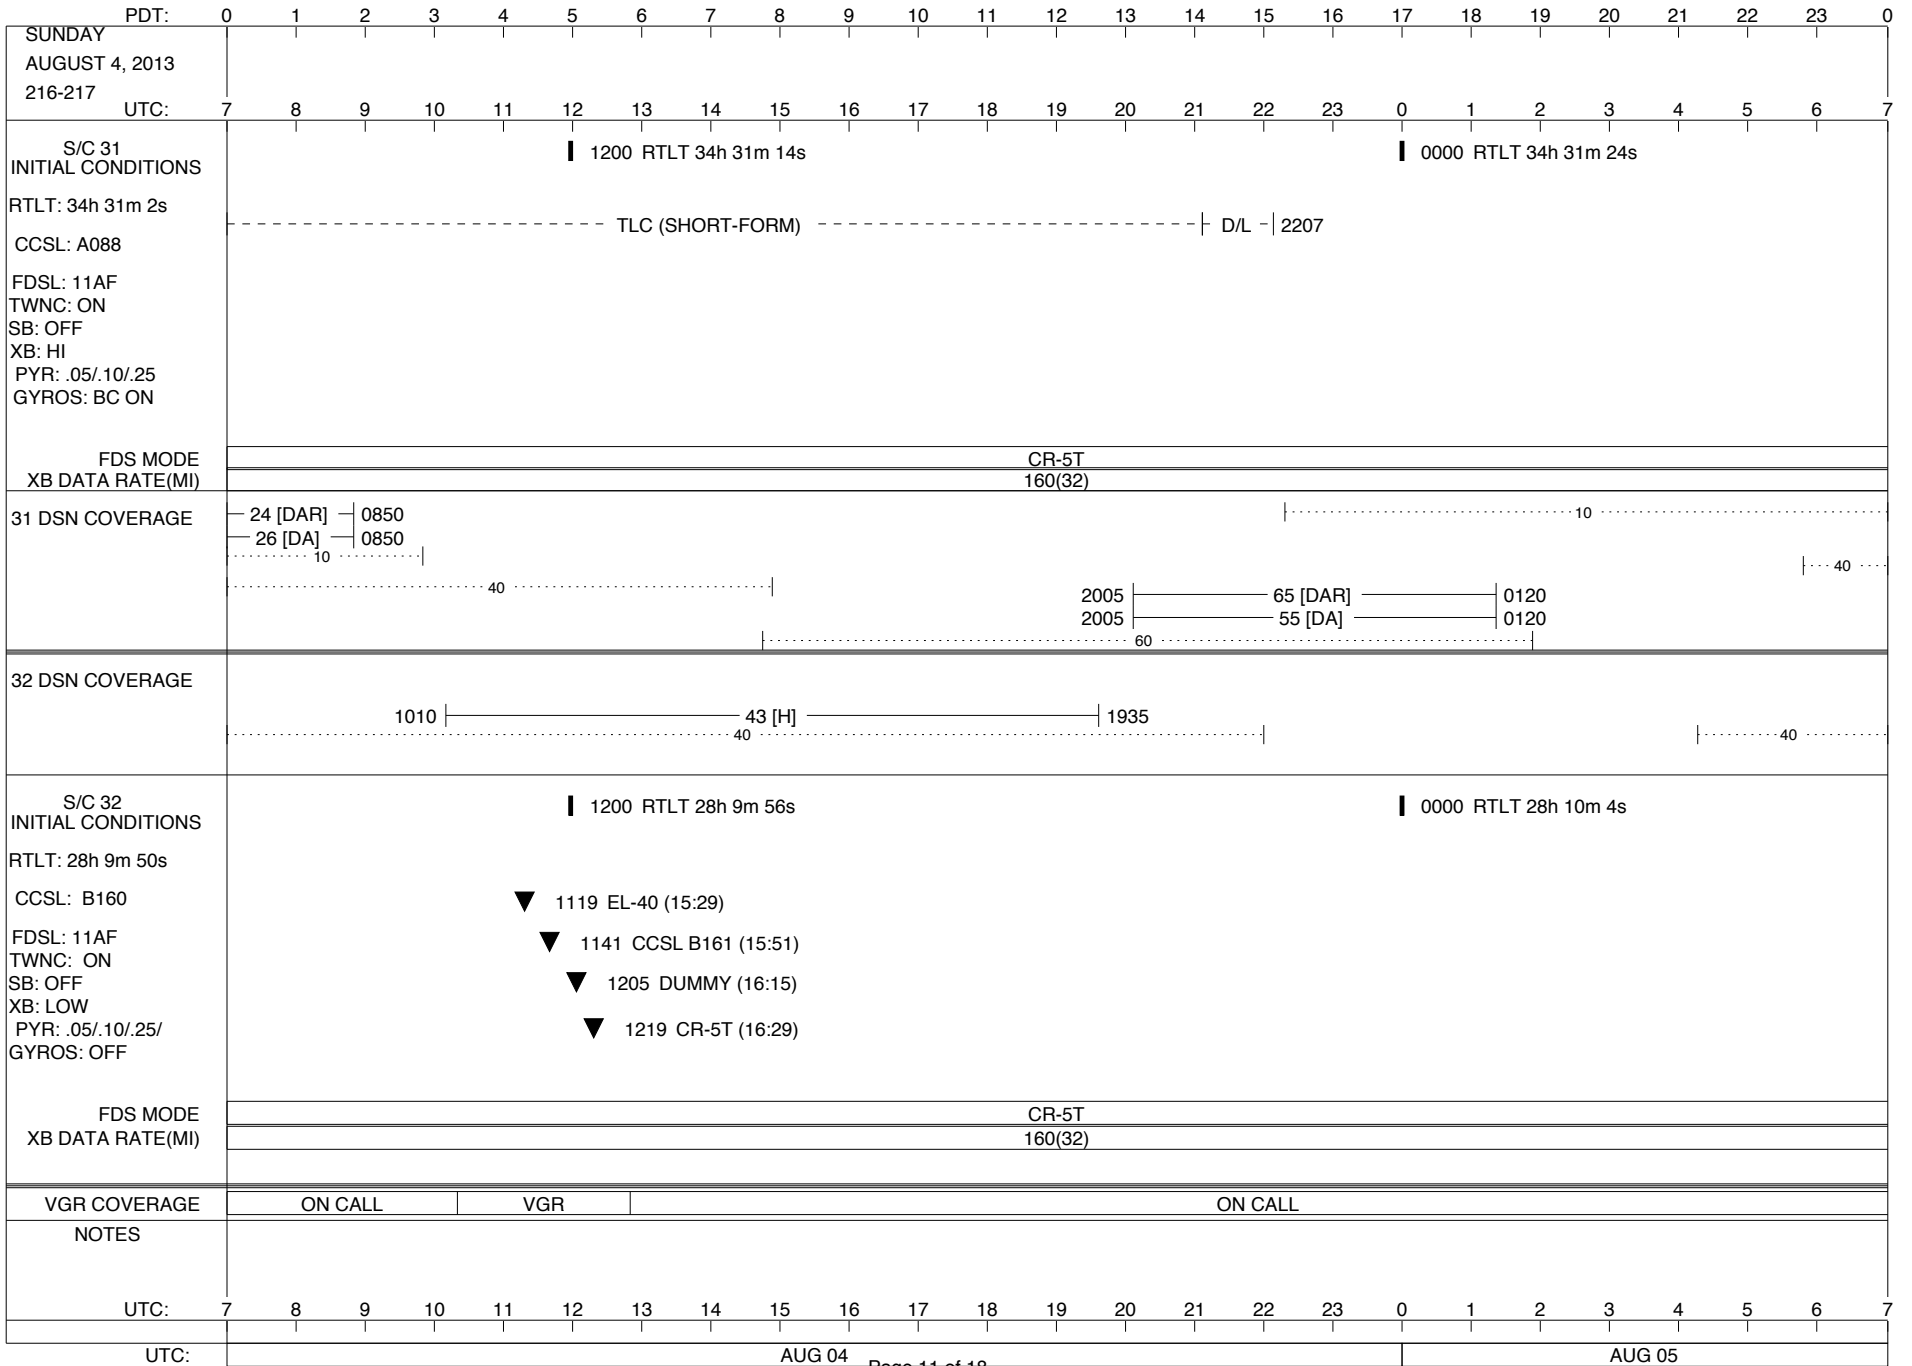 PDT: 0 1 2 3 4 5 6 7 8 9 10 11 12 13 14 15 16 17 18 19 20 21 22 23 0
SUNDAY
AUGUST 4, 2013
216-217
UTC: 7 8 9 10 11 12 13 14 15 16 17 18 19 20 21 22 23 0 1 2 3 4 5 6 7
S/C 31
INITIAL CONDITIONS
1200 RTLT 34h 31m 14s
0000 RTLT 34h 31m 24s
RTLT: 34h 31m 2s
TLC (SHORT-FORM) D/L 2207
CCSL: A088
FDSL: 11AF
TWNC: ON
SB: OFF
XB: HI
PYR: .05/.10/.25
GYROS: BC ON
FDS MODE CR-5T
XB DATA RATE(MI) 160(32)
31 DSN COVERAGE
24 [DAR] 0850
10
26 [DA] 0850
10
40
40
2005 65 [DAR] 0120
2005 55 [DA] 0120
60
32 DSN COVERAGE
1010 43 [H] 1935
40
40
S/C 32
INITIAL CONDITIONS
1200 RTLT 28h 9m 56s
0000 RTLT 28h 10m 4s
RTLT: 28h 9m 50s
CCSL: B160
1119 EL-40 (15:29)
FDSL: 11AF
1141 CCSL B161 (15:51)
TWNC: ON
SB: OFF
1205 DUMMY (16:15)
XB: LOW
PYR: .05/.10/.25/
1219 CR-5T (16:29)
GYROS: OFF
FDS MODE CR-5T
XB DATA RATE(MI) 160(32)
VGR COVERAGE ON CALL VGR ON CALL
NOTES
UTC: 7 8 9 10 11 12 13 14 15 16 17 18 19 20 21 22 23 0 1 2 3 4 5 6 7
UTC: AUG 04 AUG 05
Page 11 of 18